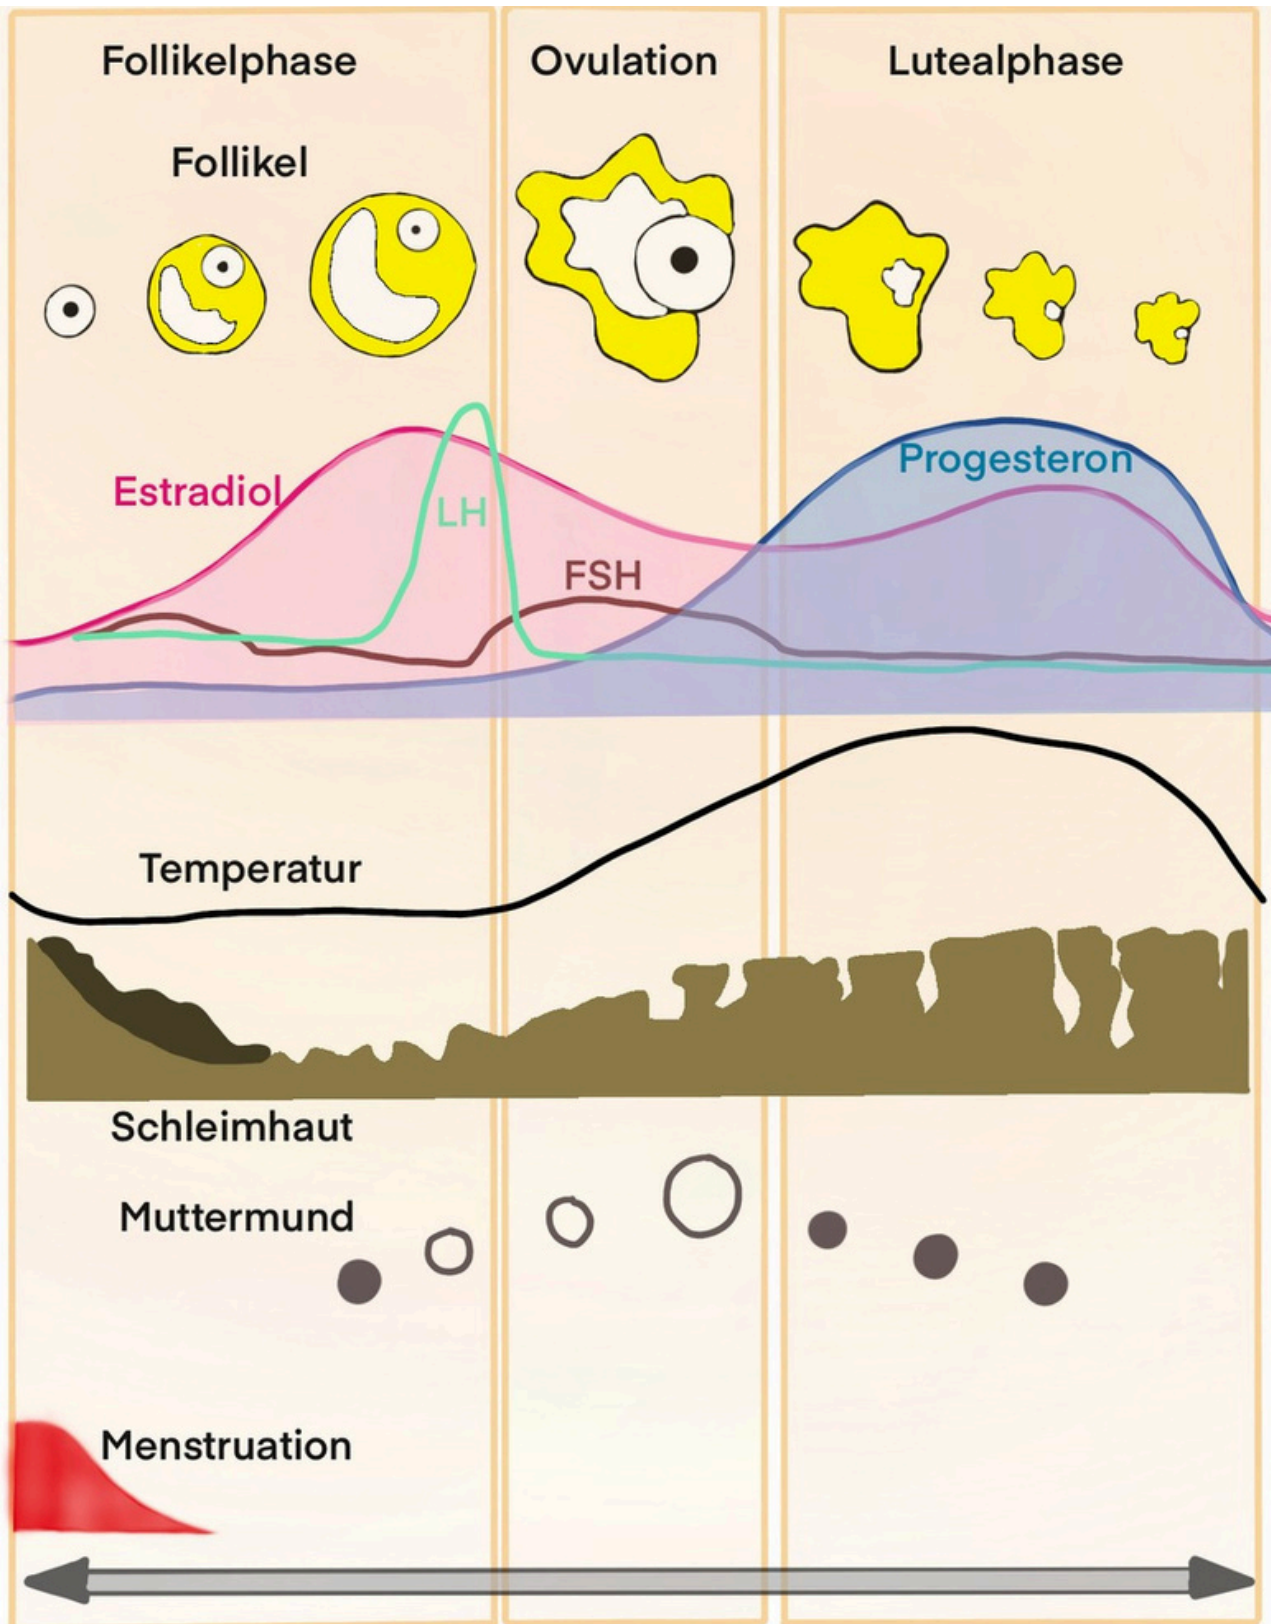 Follikelphase
Ovulation
Lutealphase
Follikel
Estradiol
LH
Progesteron
FSH
Temperatur
Schleimhaut
Muttermund
Menstruation